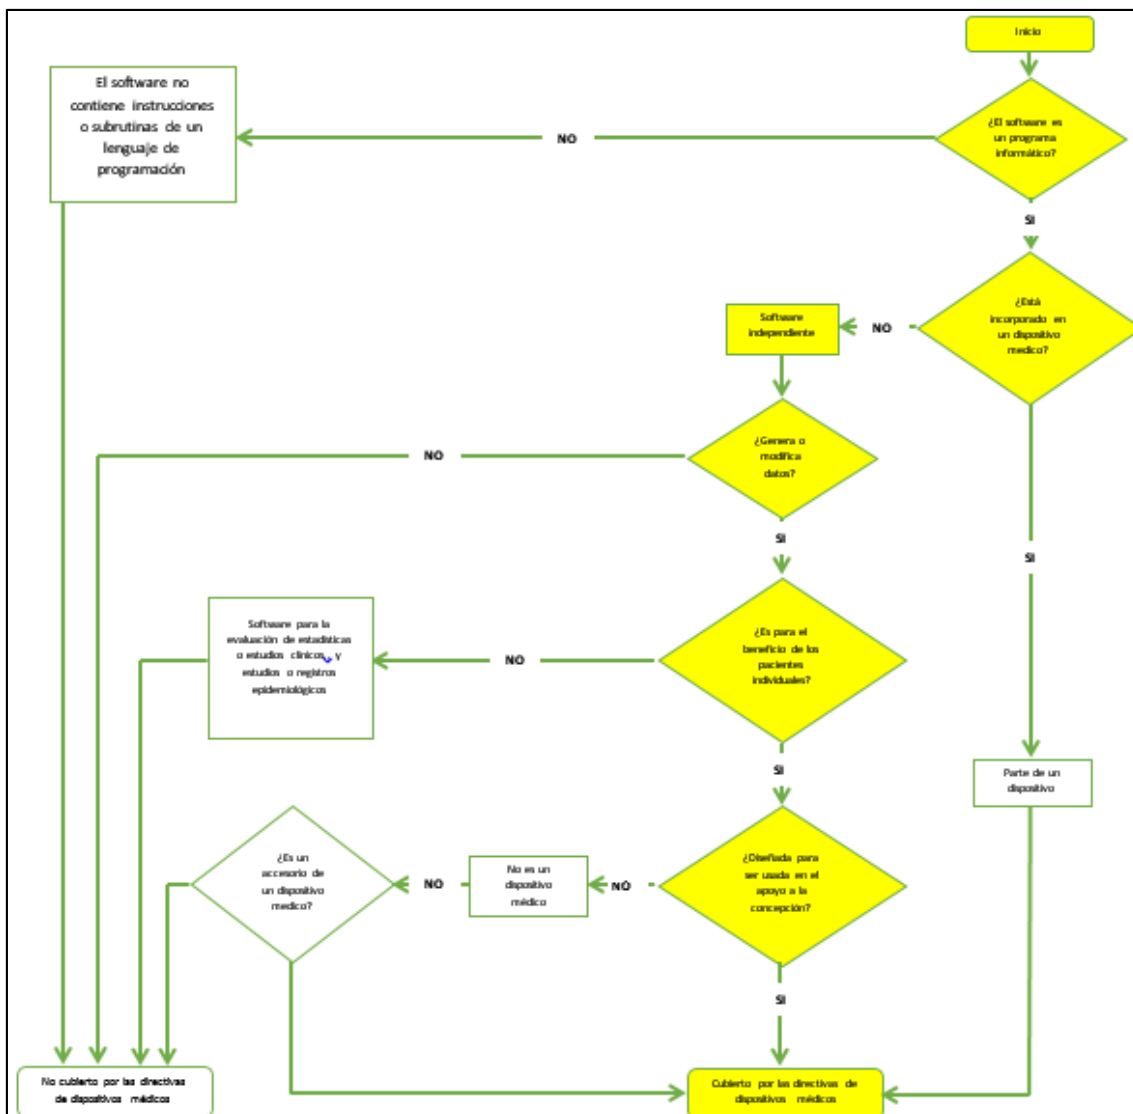 Inicio
El software no
contiene instrucciones
o subrutinas de un
lenguaje de
programación
NO
¿El software es
un programa
informático?
SI
Software
independiente
NO
¿Está
incorporado en
un dispositivo
medico?
NO
¿Genera o
modifica
datos?
SI
SI
Software para la
evaluación de estadísticas
o estudios clínicos, y
estudios o registros
epidemiológicos
NO
¿Es para el
beneficio de los
pacientes
individuales?
SI
Parte de un
dispositivo
¿Es un
accesorio de
un dispositivo
medico?
NO
No es un
dispositivo
médico
NO
¿Diseñada para
ser usada en el
apoyo a la
concepción?
SI
No cubierto por las directivas
de dispositivos médicos
Cubierto por las directivas de
dispositivos médicos